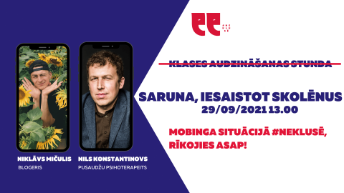 KLASES AUDZINĀŠANAS STUNDA
SARUNA, IESAISTOT SKOLĒNUS
29/09/2021 13.00
MOBINGA SITUĀCIJĀ #NEKLUSĒ,
RĪKOJIES ASAP!
NIKLĀVS MIČULIS
BLOGERIS
NILS KONSTANTINOVS
PUSAUDŽU PSIHOTERAPEITS